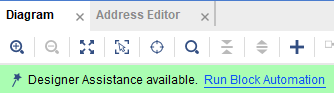 Diagram × Address Editor ×
Designer Assistance available. Run Block Automation